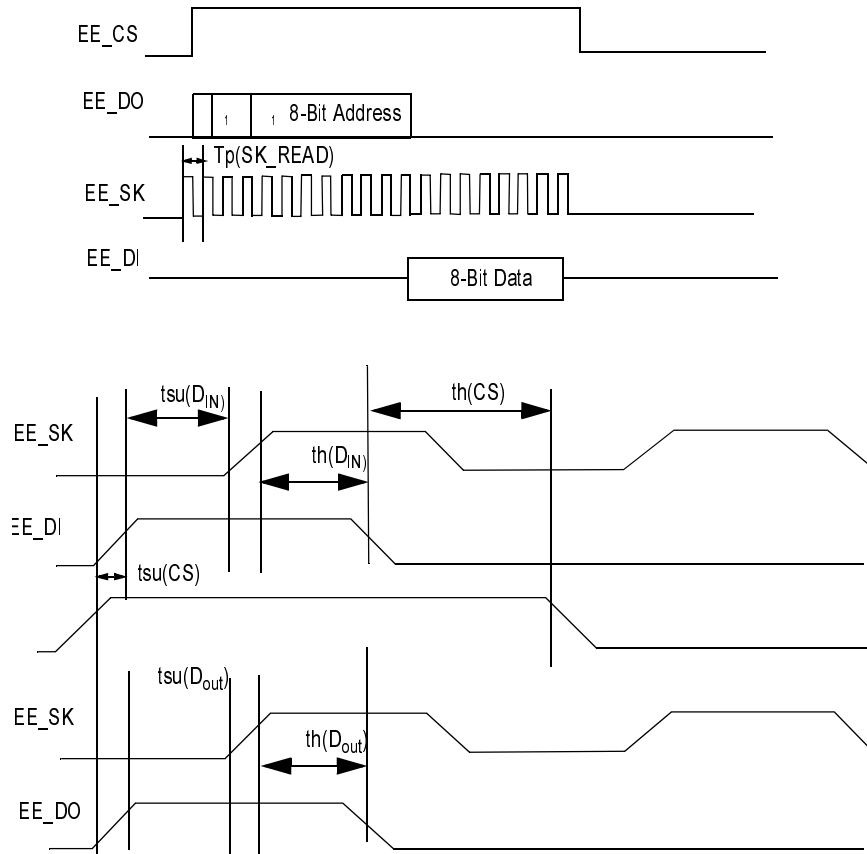 EE_CS
EE_DO
1 1 8-Bit Address
Tp(SK_READ)
EE_SK
EE_DI
8-Bit Data
tsu(DIN)
th(CS)
EE_SK
th(DIN)
EE_DI
tsu(CS)
tsu(Dout)
EE_SK
th(Dout)
EE_DO